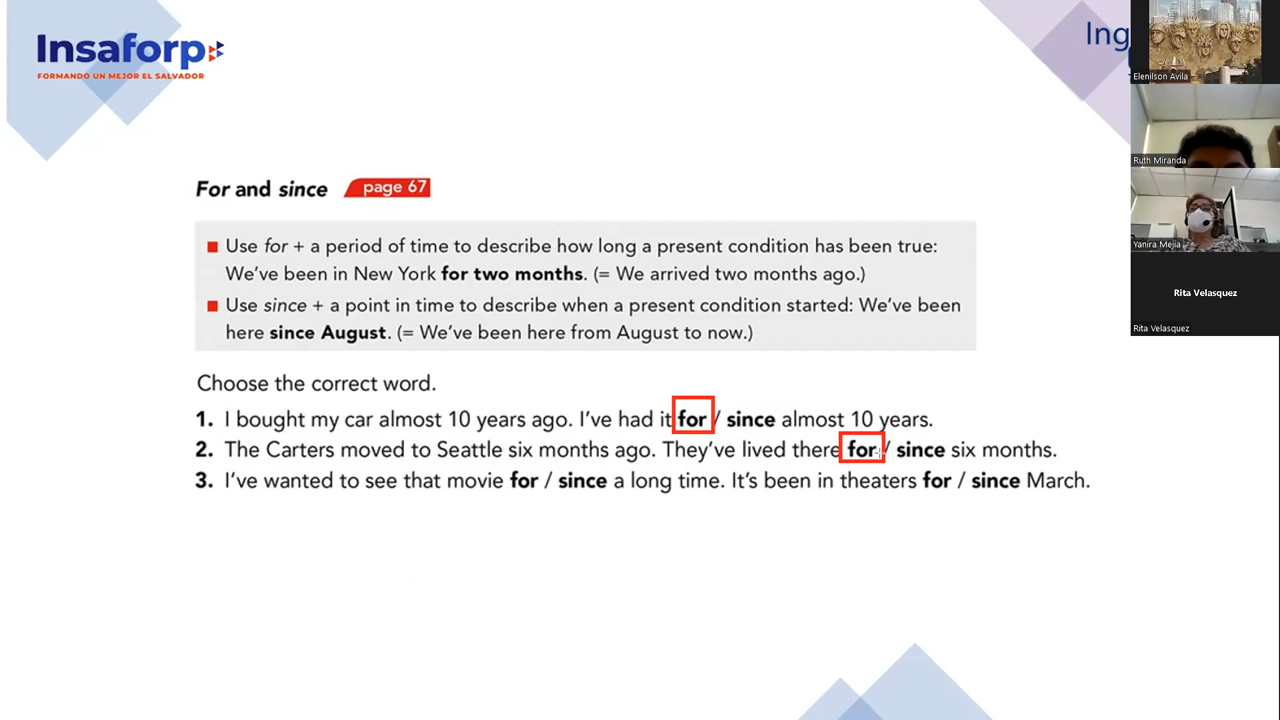 Insaforp
FORMANDO UN MEJOR EL SALVADOR
Ing
For and since page 67
■ Use for + a period of time to describe how long a present condition has been true:
We've been in New York for two months. (= We arrived two months ago.)
■ Use since + a point in time to describe when a present condition started: We've been
here since August. (= We've been here from August to now.)
Choose the correct word.
1. I bought my car almost 10 years ago. I've had it for / since almost 10 years.
2. The Carters moved to Seattle six months ago. They've lived there for / since six months.
3. I've wanted to see that movie for / since a long time. It's been in theaters for / since March.
Elenilson Avila
Ruth Miranda
Yanira Mejia
Rita Velasquez
Rita Velasquez